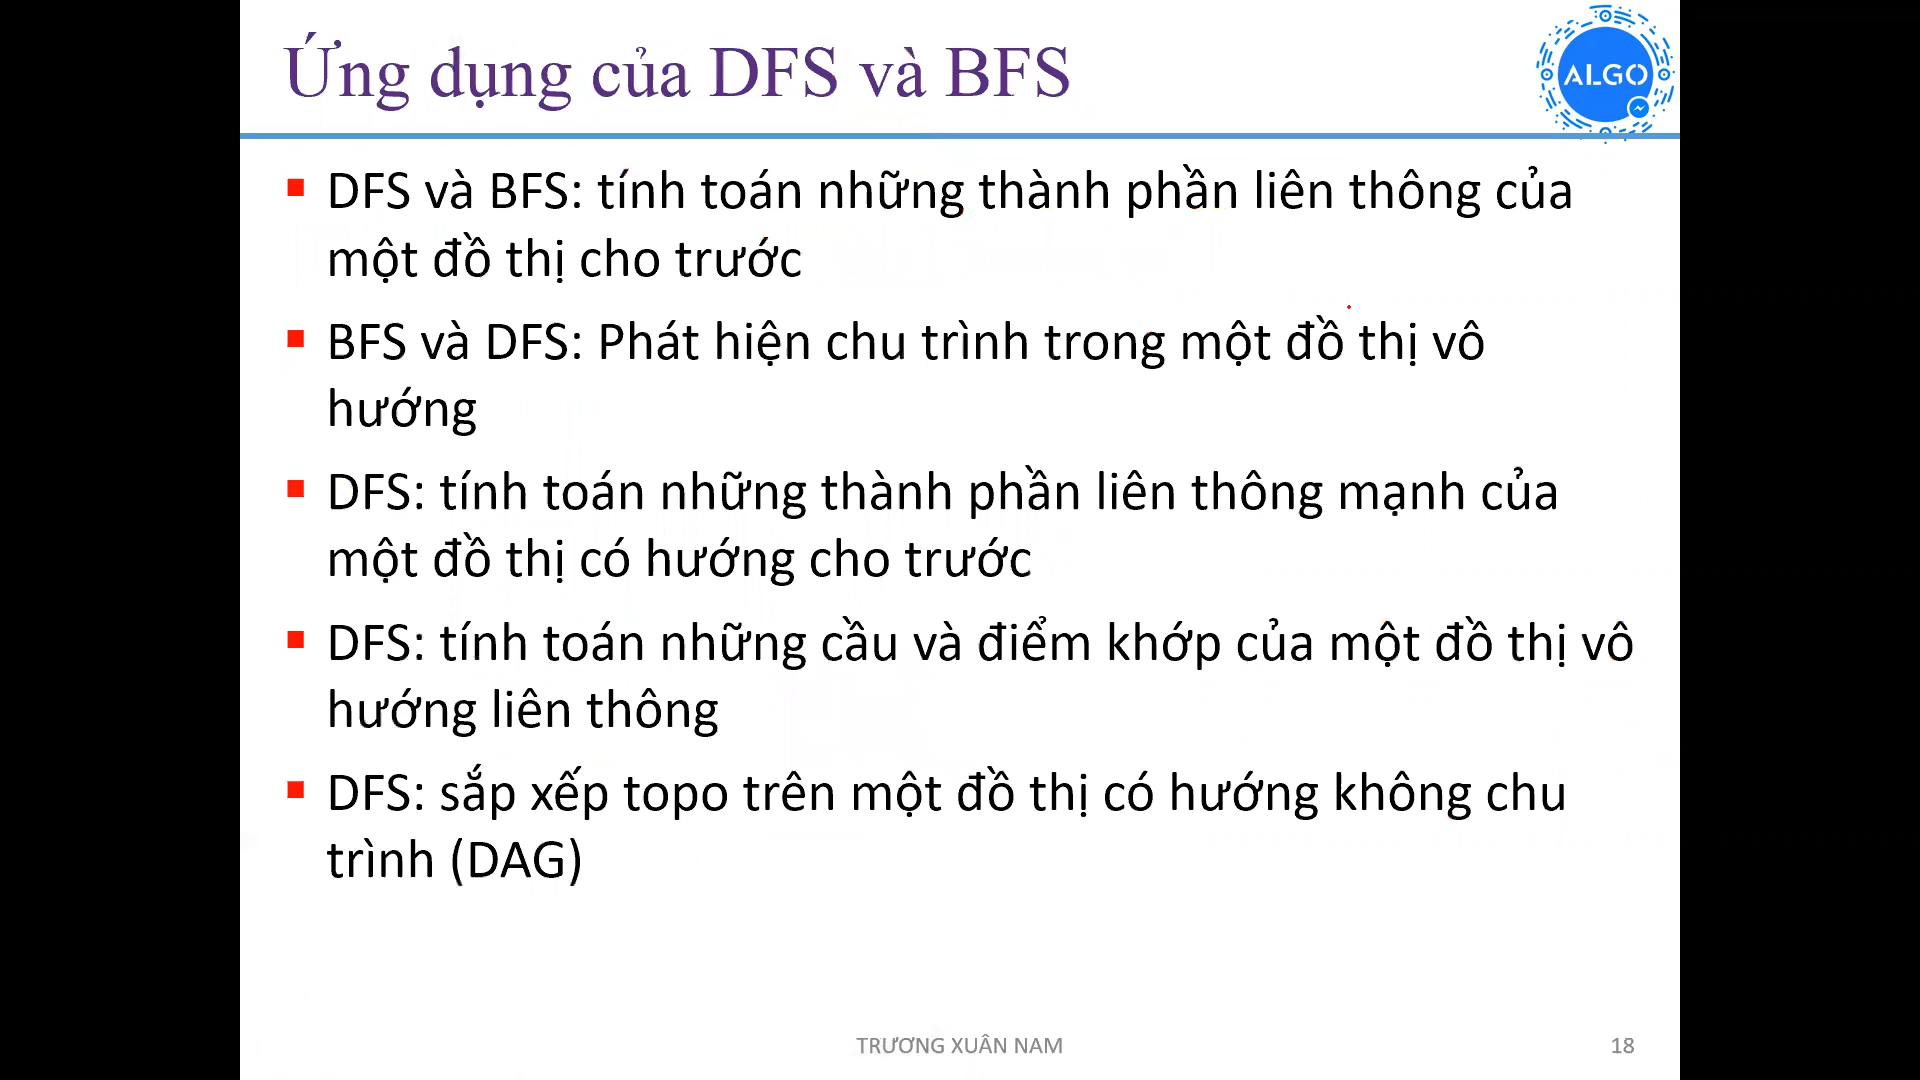 Ứng dụng của DFS và BFS
ALGO
▪ DFS và BFS: tính toán những thành phần liên thông của
một đồ thị cho trước
▪ BFS và DFS: Phát hiện chu trình trong một đồ thị vô
hướng
▪ DFS: tính toán những thành phần liên thông mạnh của
một đồ thị có hướng cho trước
▪ DFS: tính toán những cầu và điểm khớp của một đồ thị vô
hướng liên thông
▪ DFS: sắp xếp topo trên một đồ thị có hướng không chu
trình (DAG)
TRƯƠNG XUÂN NAM
18